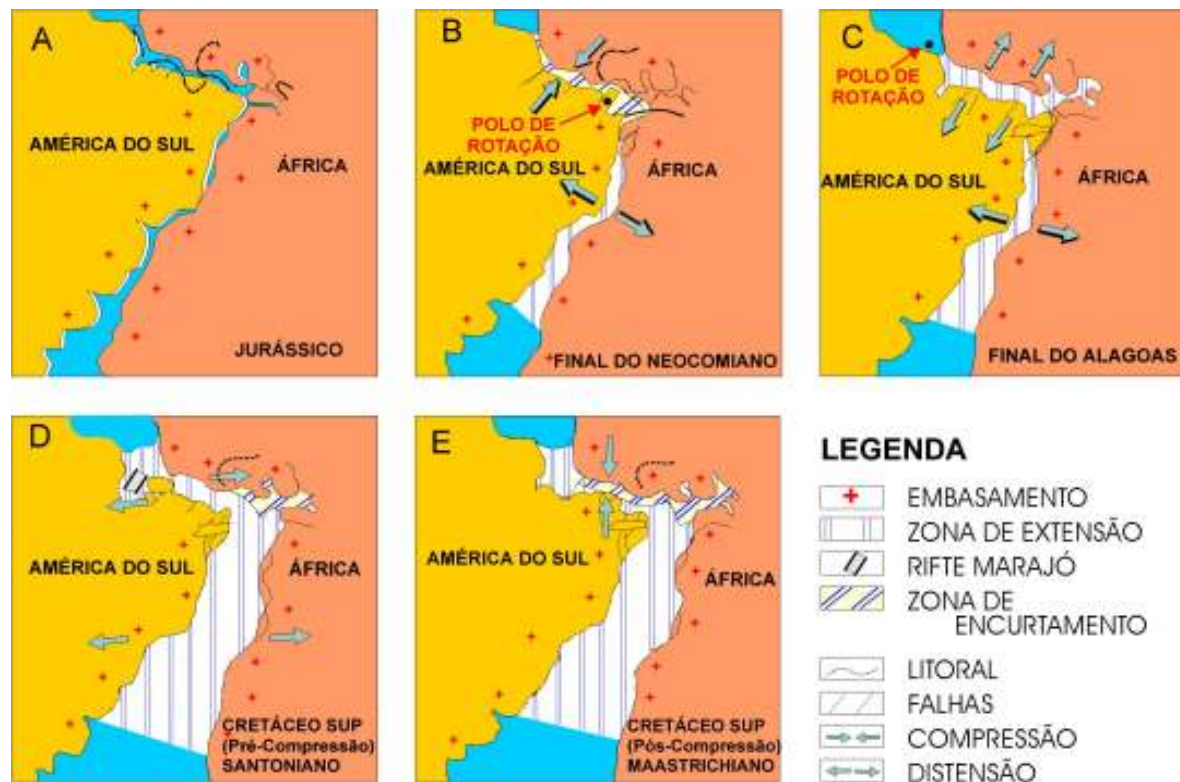 A
AMÉRICA DO SUL
ÁFRICA
JURÁSSICO
B
POLO DE
ROTAÇÃO
AMÉRICA DO SUL
ÁFRICA
FINAL DO NEOCOMIANO
C
POLO DE
ROTAÇÃO
AMÉRICA DO SUL
ÁFRICA
FINAL DO ALAGOAS
D
AMÉRICA DO SUL
ÁFRICA
CRETÁCEO SUP
(Pré-Compressão)
SANTONIANO
E
AMÉRICA DO SUL
ÁFRICA
CRETÁCEO SUP
(Pós-Compressão)
MAASTRICHIANO
LEGENDA
EMBASAMENTO
ZONA DE EXTENSÃO
RIFTE MARAJÓ
ZONA DE
ENCURTAMENTO
LITORAL
FALHAS
COMPRESSÃO
DISTENSÃO